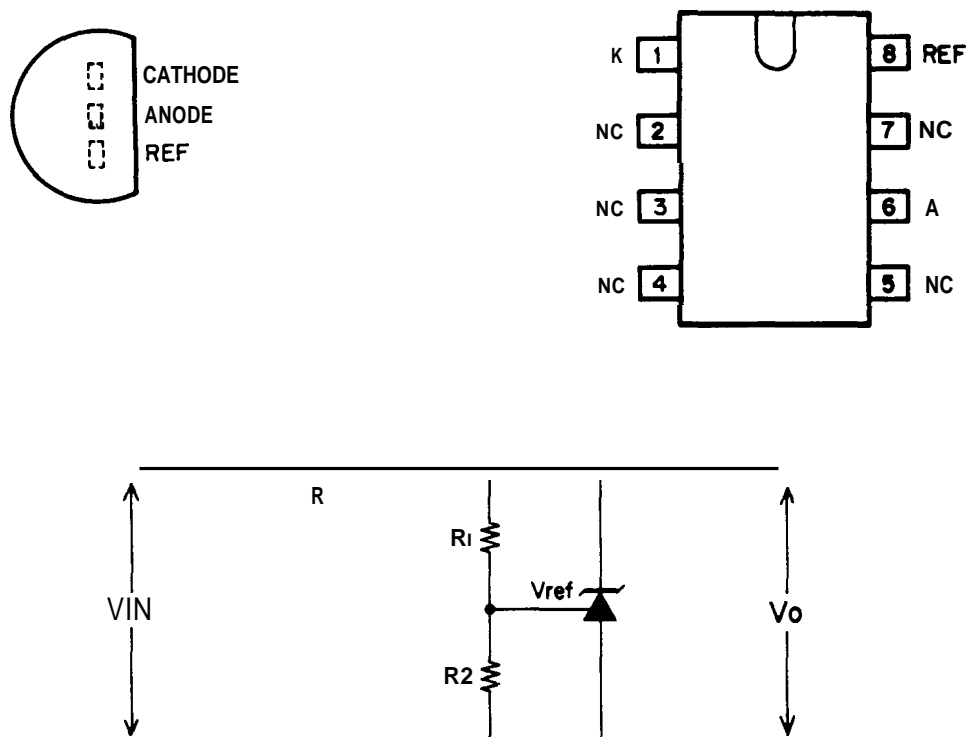 CATHODE
ANODE
REF
K 1 8 REF
NC 2 7 NC
NC 3 6 A
NC 4 5 NC
R
R1
Vref
VIN
Vo
R2